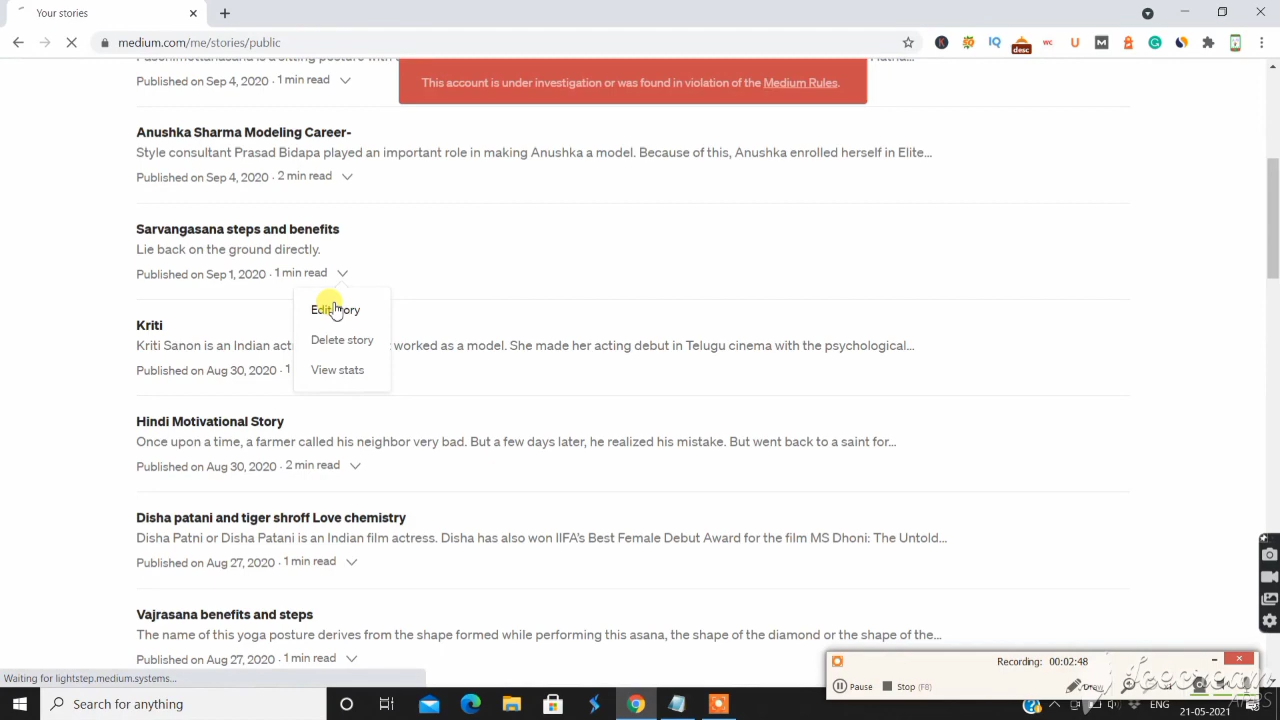 Your stories
medium.com/me/stories/public
desc
This account is under investigation or was found in violation of the Medium Rules.
Published on Sep 4, 2020 · 1 min read
Anushka Sharma Modeling Career-
Style consultant Prasad Bidapa played an important role in making Anushka a model. Because of this, Anushka enrolled herself in Elite...
Published on Sep 4, 2020 · 2 min read
Sarvangasana steps and benefits
Lie back on the ground directly.
Published on Sep 1, 2020 · 1 min read
Edit story
Delete story
View stats
Kriti
Kriti Sanon is an Indian act worked as a model. She made her acting debut in Telugu cinema with the psychological...
Published on Aug 30, 2020 · 1
Hindi Motivational Story
Once upon a time, a farmer called his neighbor very bad. But a few days later, he realized his mistake. But went back to a saint for...
Published on Aug 30, 2020 · 2 min read
Disha patani and tiger shroff Love chemistry
Disha Patni or Disha Patani is an Indian film actress. Disha has also won IIFA's Best Female Debut Award for the film MS Dhoni: The Untold...
Published on Aug 27, 2020 · 1 min read
Vajrasana benefits and steps
The name of this yoga posture derives from the shape formed while performing this asana, the shape of the diamond or the shape of the...
Published on Aug 27, 2020 · 1 min read
Waiting for lightstep.medium.systems...
Recording: 00:02:48
Pause Stop (F8) Draw
icecream
APPS
Search for anything
ENG 21-05-2021